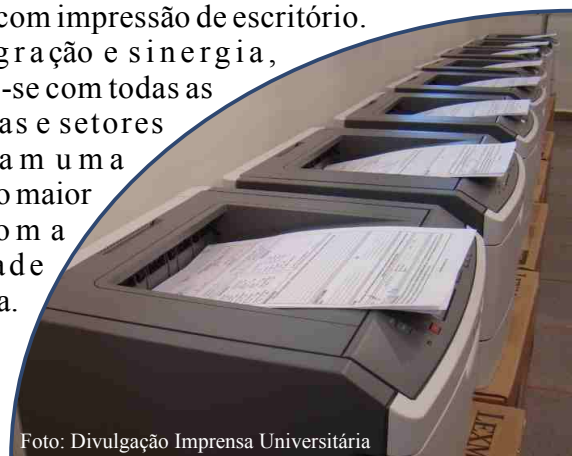 com impressão de escritório.
gração e sinergia,
-se com todas as
as e setores
am uma
o maior
om a
ade
a.
Foto: Divulgação Imprensa Universitária
LEXM